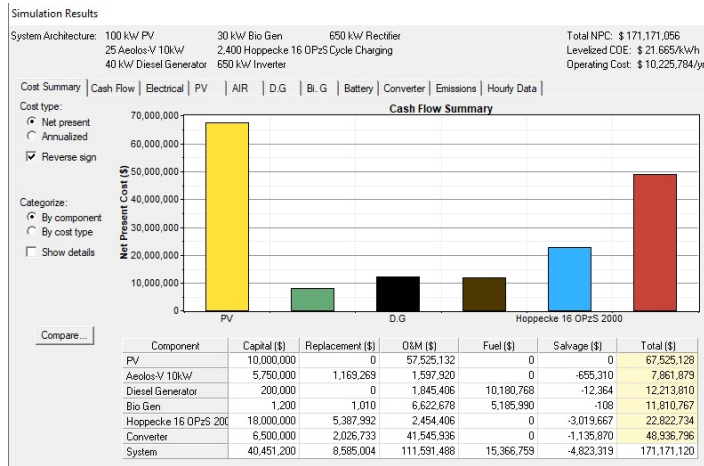 Simulation Results
System Architecture: 100 kW PV 30 kW Bio Gen 650 kW Rectifier Total NPC: $ 171,171,056
25 Aeolos-V 10kW 2,400 Hoppecke 16 OPzS Cycle Charging Levelized COE: $ 21.665/kWh
40 kW Diesel Generator 650 kW Inverter Operating Cost: $ 10,225,784/yr
Cost Summary Cash Flow Electrical PV AIR D.G Bi. G Battery Converter Emissions Hourly Data
Cost type:
Net present
Annualized
Reverse sign
Categorize:
By component
By cost type
Show details
Compare...
Cash Flow Summary
Net Present Cost ($)
70,000,000
60,000,000
50,000,000
40,000,000
30,000,000
20,000,000
10,000,000
0
PV D.G Hoppecke 16 OPzS 2000
Component Capital ($) Replacement ($) O&M ($) Fuel ($) Salvage ($) Total ($)
PV 10,000,000 0 57,525,132 0 0 67,525,128
Aeolos-V 10kW 5,750,000 1,169,269 1,597,920 0 -655,310 7,861,879
Diesel Generator 200,000 0 1,845,406 10,180,768 -12,364 12,213,810
Bio Gen 1,200 1,010 6,622,678 5,185,990 -108 11,810,767
Hoppecke 16 OPzS 200 18,000,000 5,387,992 2,454,406 0 -3,019,667 22,822,734
Converter 6,500,000 2,026,733 41,545,936 0 -1,135,870 48,936,796
System 40,451,200 8,585,004 111,591,488 15,366,759 -4,823,319 171,171,120